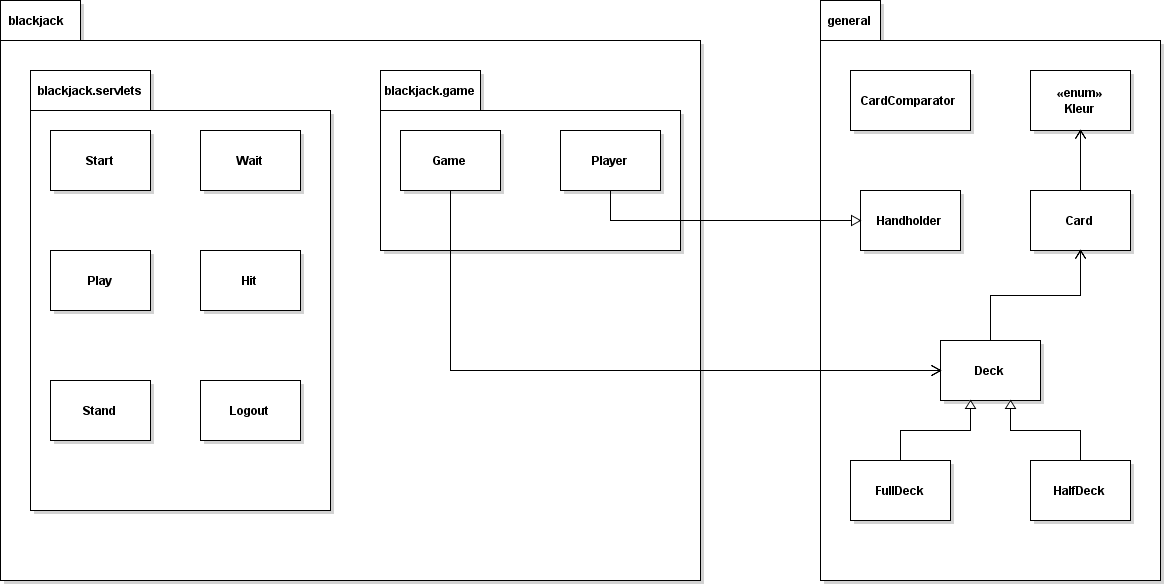 blackjack
general
blackjack.servlets
blackjack.game
CardComparator
«enum»
Kleur
Start
Wait
Game
Player
Handholder
Card
Play
Hit
Deck
Stand
Logout
FullDeck
HalfDeck